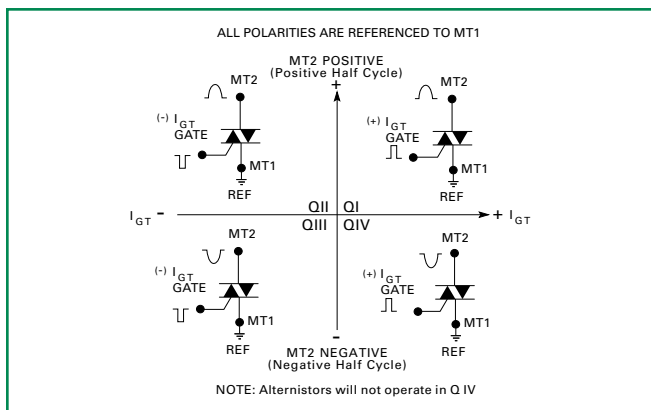 ALL POLARITIES ARE REFERENCED TO MT1
MT2 POSITIVE
(Positive Half Cycle)
+
MT2
(-) IGT
GATE
MT1
REF
MT2
(+) IGT
GATE
MT1
REF
IGT -
QII QI
QIII QIV
+ IGT
MT2
(-) IGT
GATE
MT1
REF
MT2
(+) IGT
GATE
MT1
REF
-
MT2 NEGATIVE
(Negative Half Cycle)
NOTE: Alternistors will not operate in Q IV